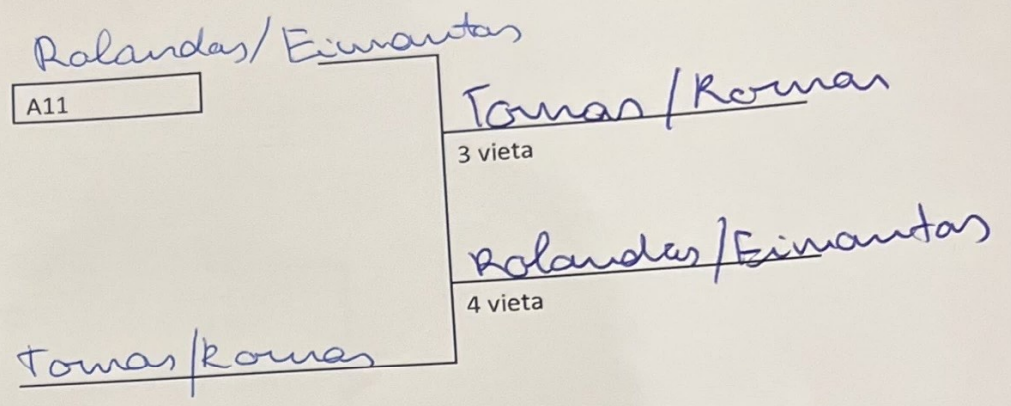 Rolandas/Eimantas
A11
Tomas/Romas
3 vieta
Rolandas/Eimantas
4 vieta
Tomas/Romas